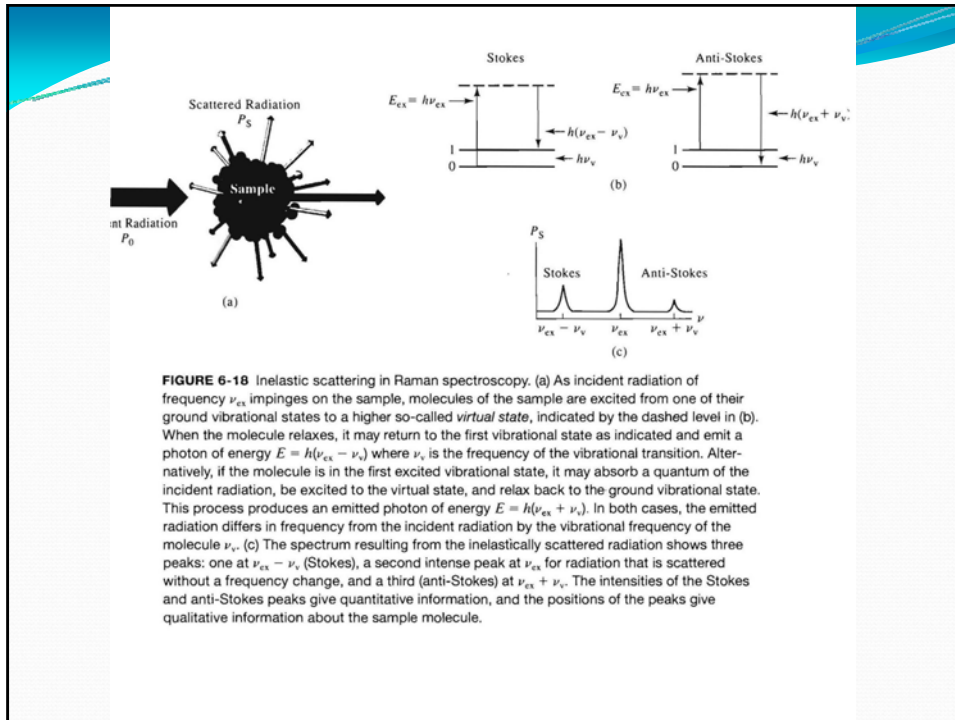 Stokes
Anti-Stokes
E_ex = hν_ex
E_ex = hν_ex
Scattered Radiation
P_S
h(ν_ex − ν_v)
h(ν_ex + ν_v)
1
hν_v
0
1
hν_v
0
Sample
(b)
nt Radiation
P_0
P_S
Stokes
Anti-Stokes
(a)
ν
ν_ex − ν_v
ν_ex
ν_ex + ν_v
(c)
FIGURE 6-18 Inelastic scattering in Raman spectroscopy. (a) As incident radiation of
frequency ν_ex impinges on the sample, molecules of the sample are excited from one of their
ground vibrational states to a higher so-called virtual state, indicated by the dashed level in (b).
When the molecule relaxes, it may return to the first vibrational state as indicated and emit a
photon of energy E = h(ν_ex − ν_v) where ν_v is the frequency of the vibrational transition. Alter-
natively, if the molecule is in the first excited vibrational state, it may absorb a quantum of the
incident radiation, be excited to the virtual state, and relax back to the ground vibrational state.
This process produces an emitted photon of energy E = h(ν_ex + ν_v). In both cases, the emitted
radiation differs in frequency from the incident radiation by the vibrational frequency of the
molecule ν_v. (c) The spectrum resulting from the inelastically scattered radiation shows three
peaks: one at ν_ex − ν_v (Stokes), a second intense peak at ν_ex for radiation that is scattered
without a frequency change, and a third (anti-Stokes) at ν_ex + ν_v. The intensities of the Stokes
and anti-Stokes peaks give quantitative information, and the positions of the peaks give
qualitative information about the sample molecule.